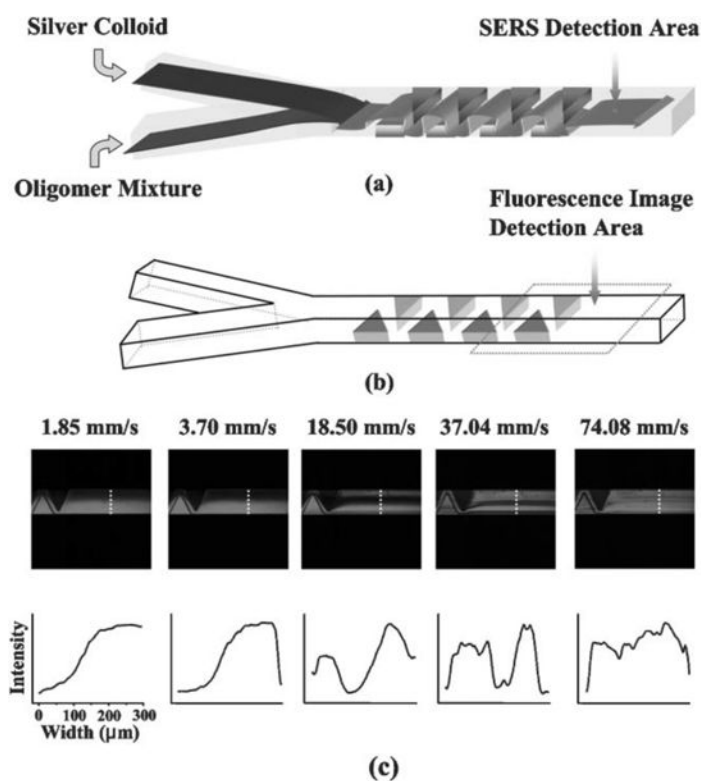 Silver Colloid
SERS Detection Area
Oligomer Mixture
(a)
Fluorescence Image
Detection Area
(b)
1.85 mm/s 3.70 mm/s 18.50 mm/s 37.04 mm/s 74.08 mm/s
Intensity
0 100 200 300
Width (μm)
(c)